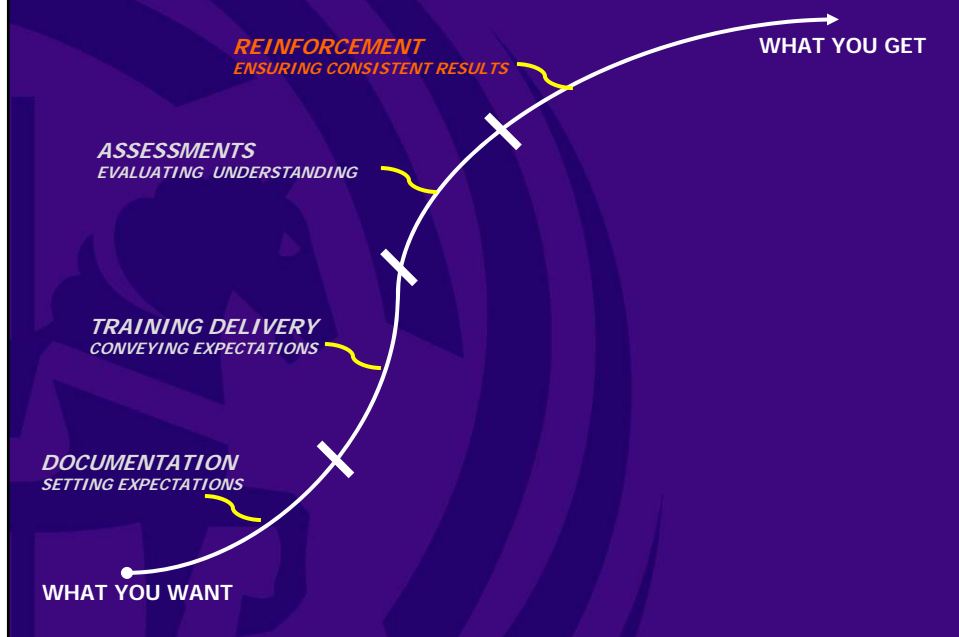 REINFORCEMENT
ENSURING CONSISTENT RESULTS
WHAT YOU GET
ASSESSMENTS
EVALUATING UNDERSTANDING
TRAINING DELIVERY
CONVEYING EXPECTATIONS
DOCUMENTATION
SETTING EXPECTATIONS
WHAT YOU WANT